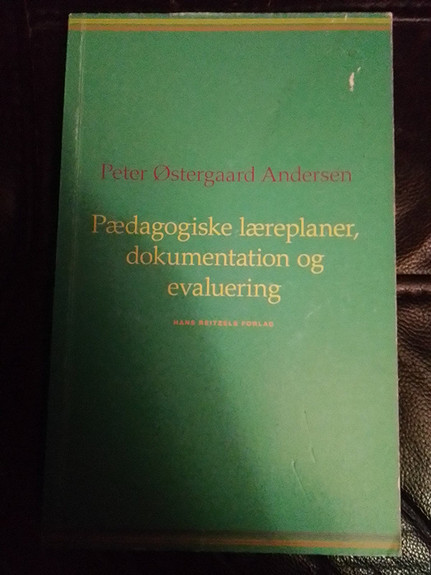 Peter Østergaard Andersen
Pædagogiske læreplaner,
dokumentation og
evaluering
HANS REITZELS FORLAG